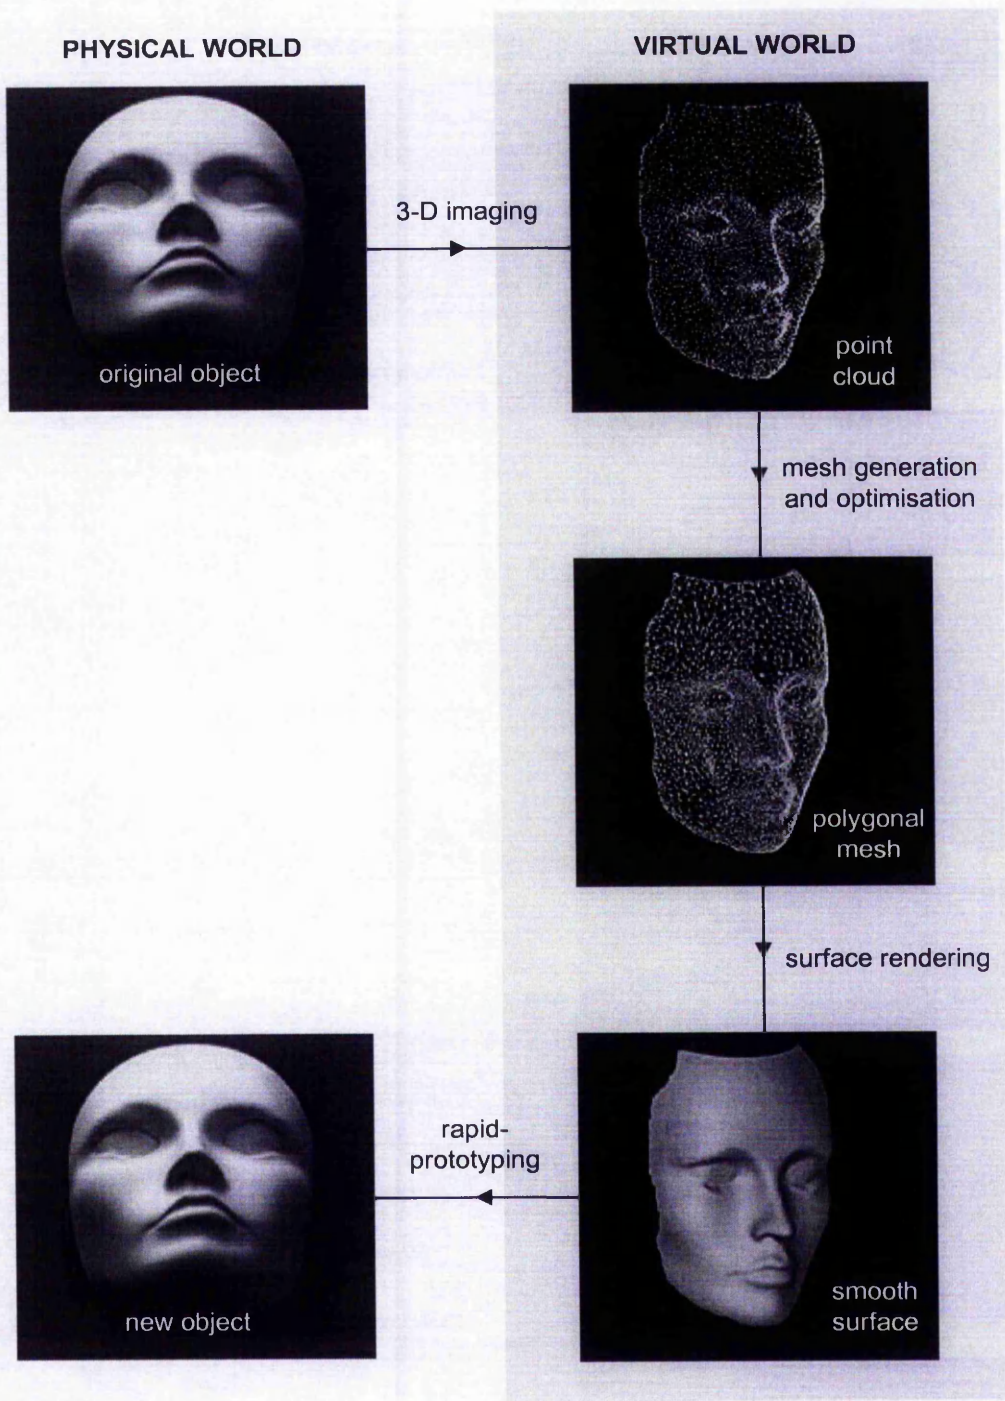 PHYSICAL WORLD
VIRTUAL WORLD
3-D imaging
original object
point
cloud
mesh generation
and optimisation
polygonal
mesh
surface rendering
rapid-
prototyping
new object
smooth
surface